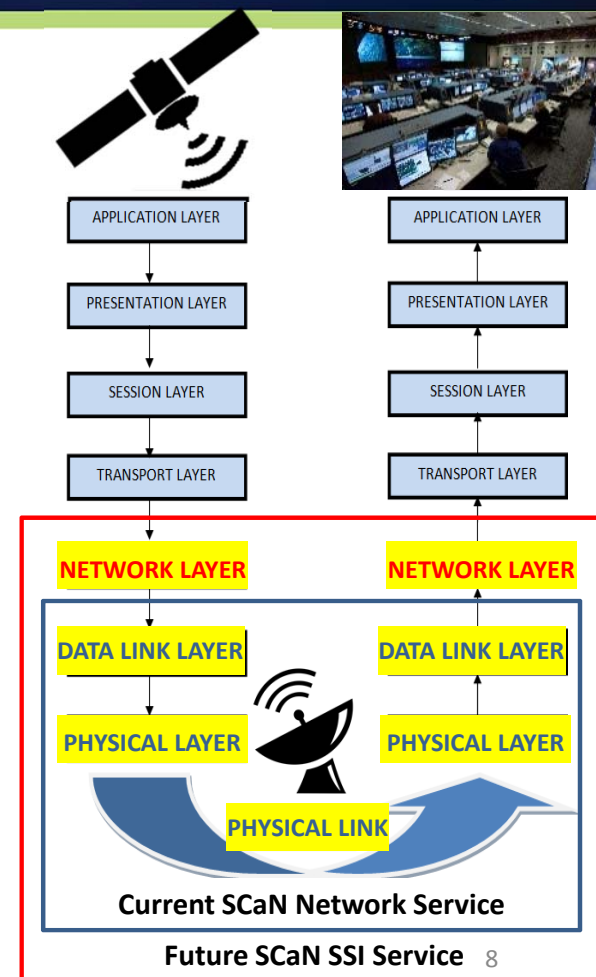 APPLICATION LAYER APPLICATION LAYER
PRESENTATION LAYER PRESENTATION LAYER
SESSION LAYER SESSION LAYER
TRANSPORT LAYER TRANSPORT LAYER
NETWORK LAYER NETWORK LAYER
DATA LINK LAYER DATA LINK LAYER
PHYSICAL LAYER PHYSICAL LAYER
PHYSICAL LINK
Current SCaN Network Service
Future SCaN SSI Service 8